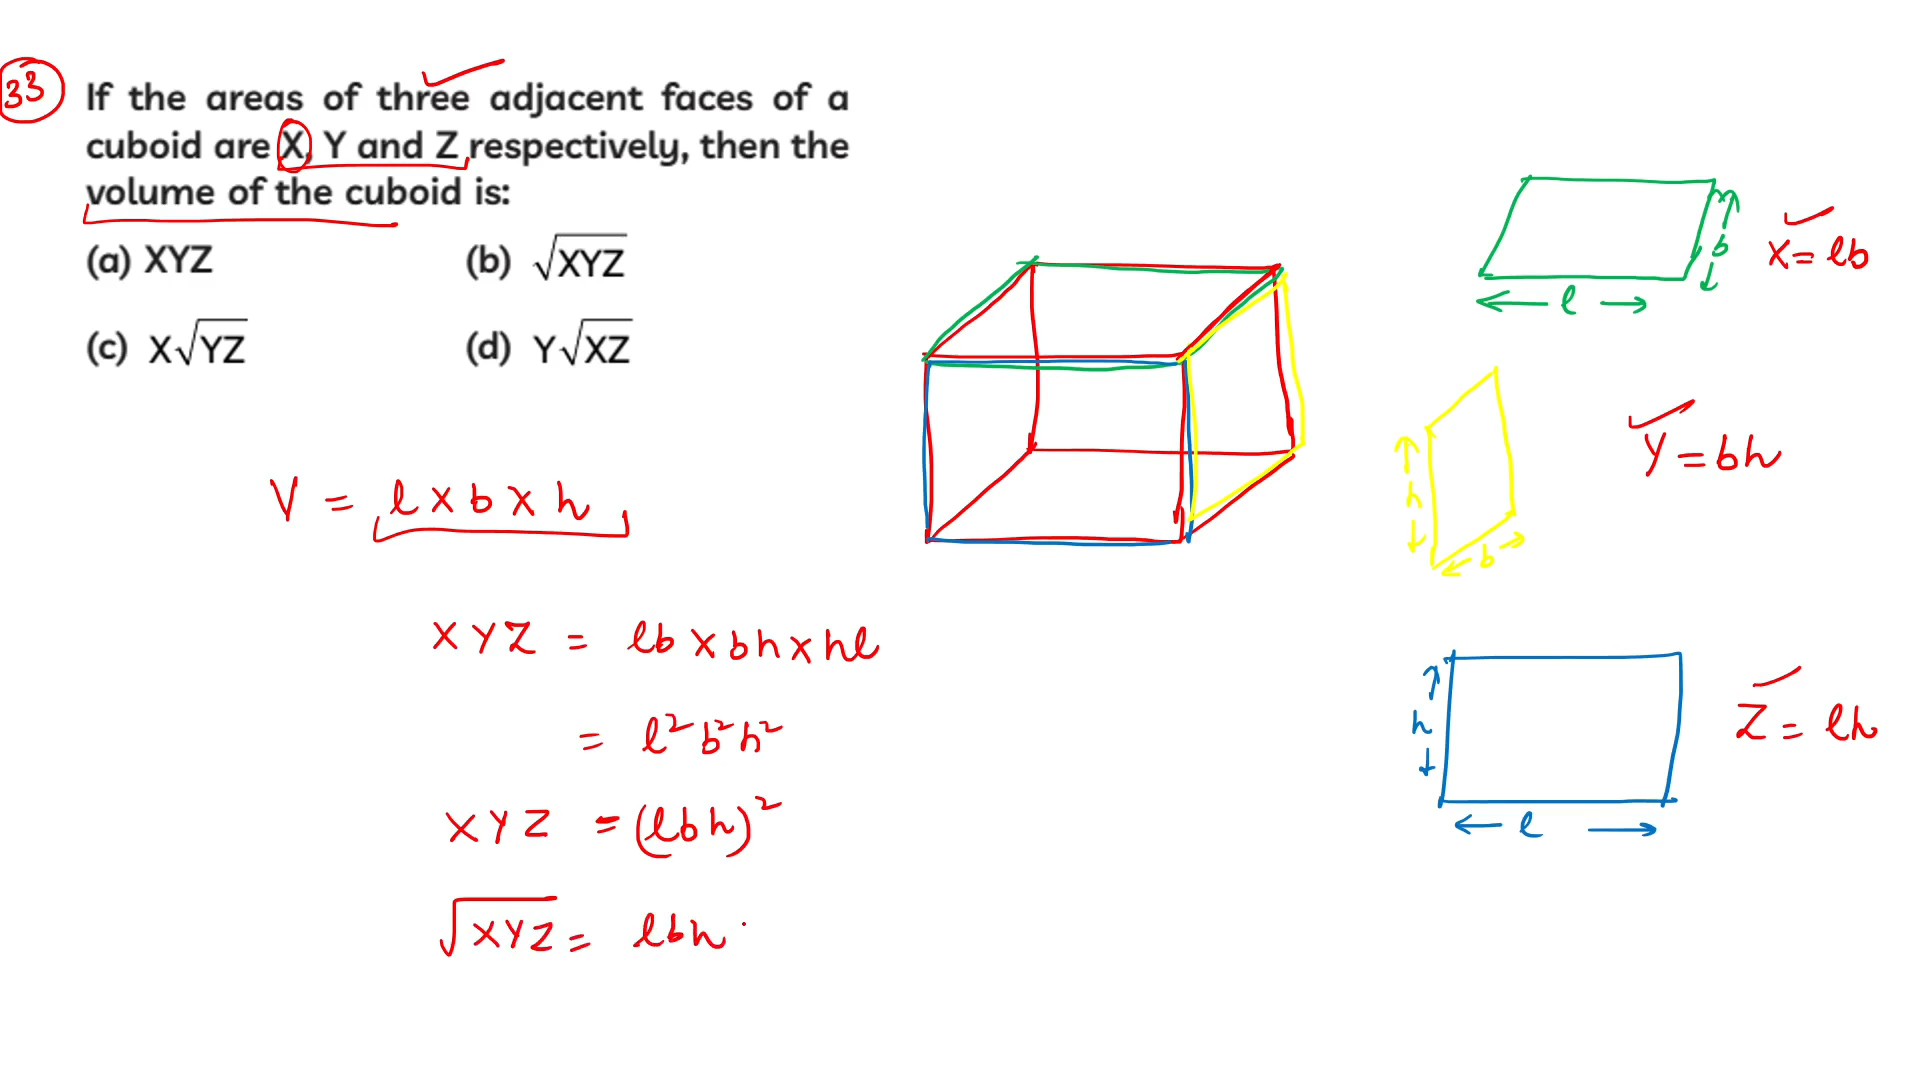 33
If the areas of three adjacent faces of a
cuboid are X, Y and Z respectively, then the
volume of the cuboid is:
(a) XYZ (b) √XYZ
(c) X√YZ (d) Y√XZ
V = l × b × h
XYZ = lb × bh × hl
= l²b²h²
XYZ = (lbh)²
√XYZ = lbh
b
l
X = lb
h
b
Y = bh
h
l
Z = lh